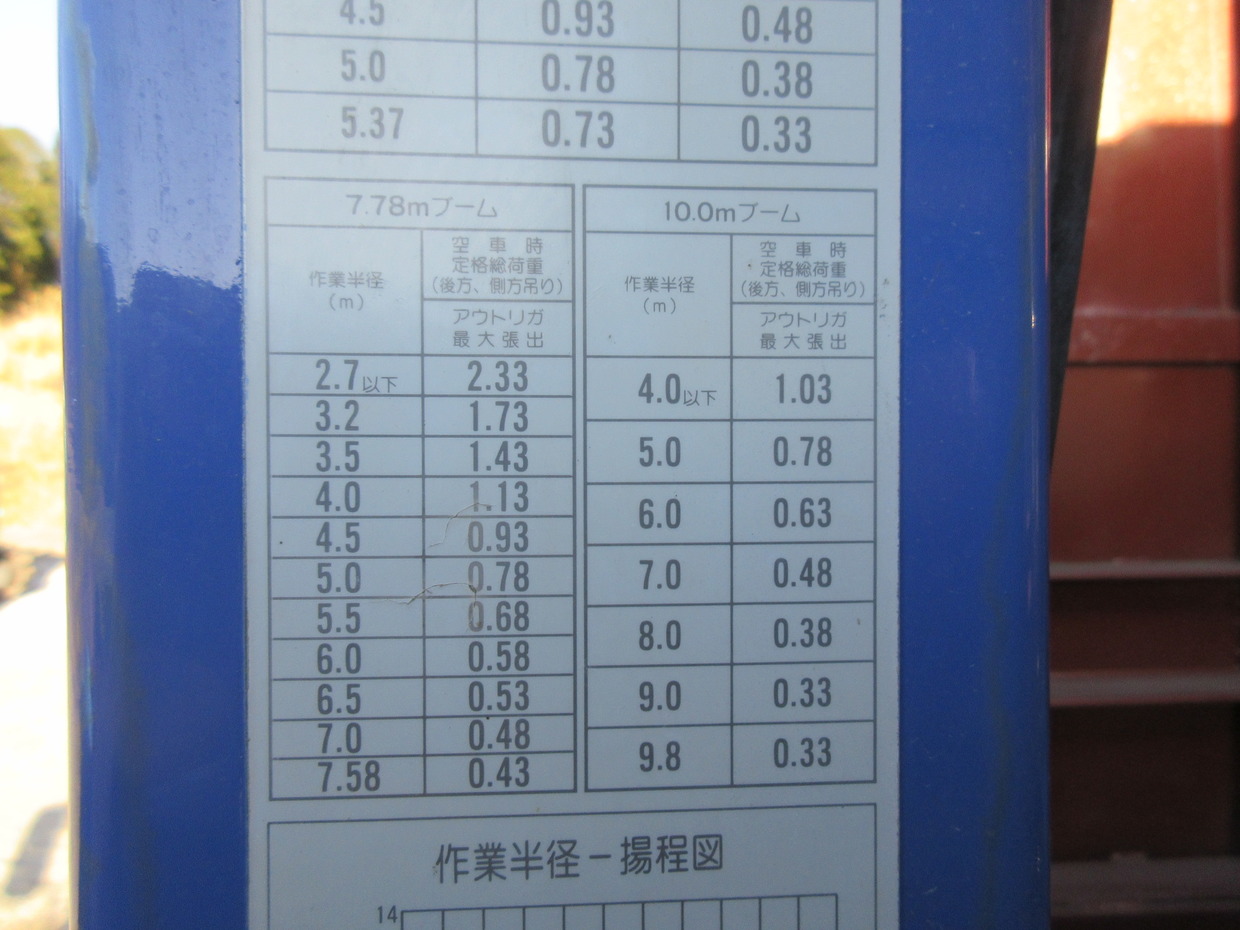 4.5 0.93 0.48
5.0 0.78 0.38
5.37 0.73 0.33
7.78mブーム
作業半径
(m)
空車時
定格総荷重
(後方、側方吊り)
アウトリガ
最大張出
2.7以下 2.33
3.2 1.73
3.5 1.43
4.0 1.13
4.5 0.93
5.0 0.78
5.5 0.68
6.0 0.58
6.5 0.53
7.0 0.48
7.58 0.43
10.0mブーム
作業半径
(m)
空車時
定格総荷重
(後方、側方吊り)
アウトリガ
最大張出
4.0以下 1.03
5.0 0.78
6.0 0.63
7.0 0.48
8.0 0.38
9.0 0.33
9.8 0.33
作業半径－揚程図
14